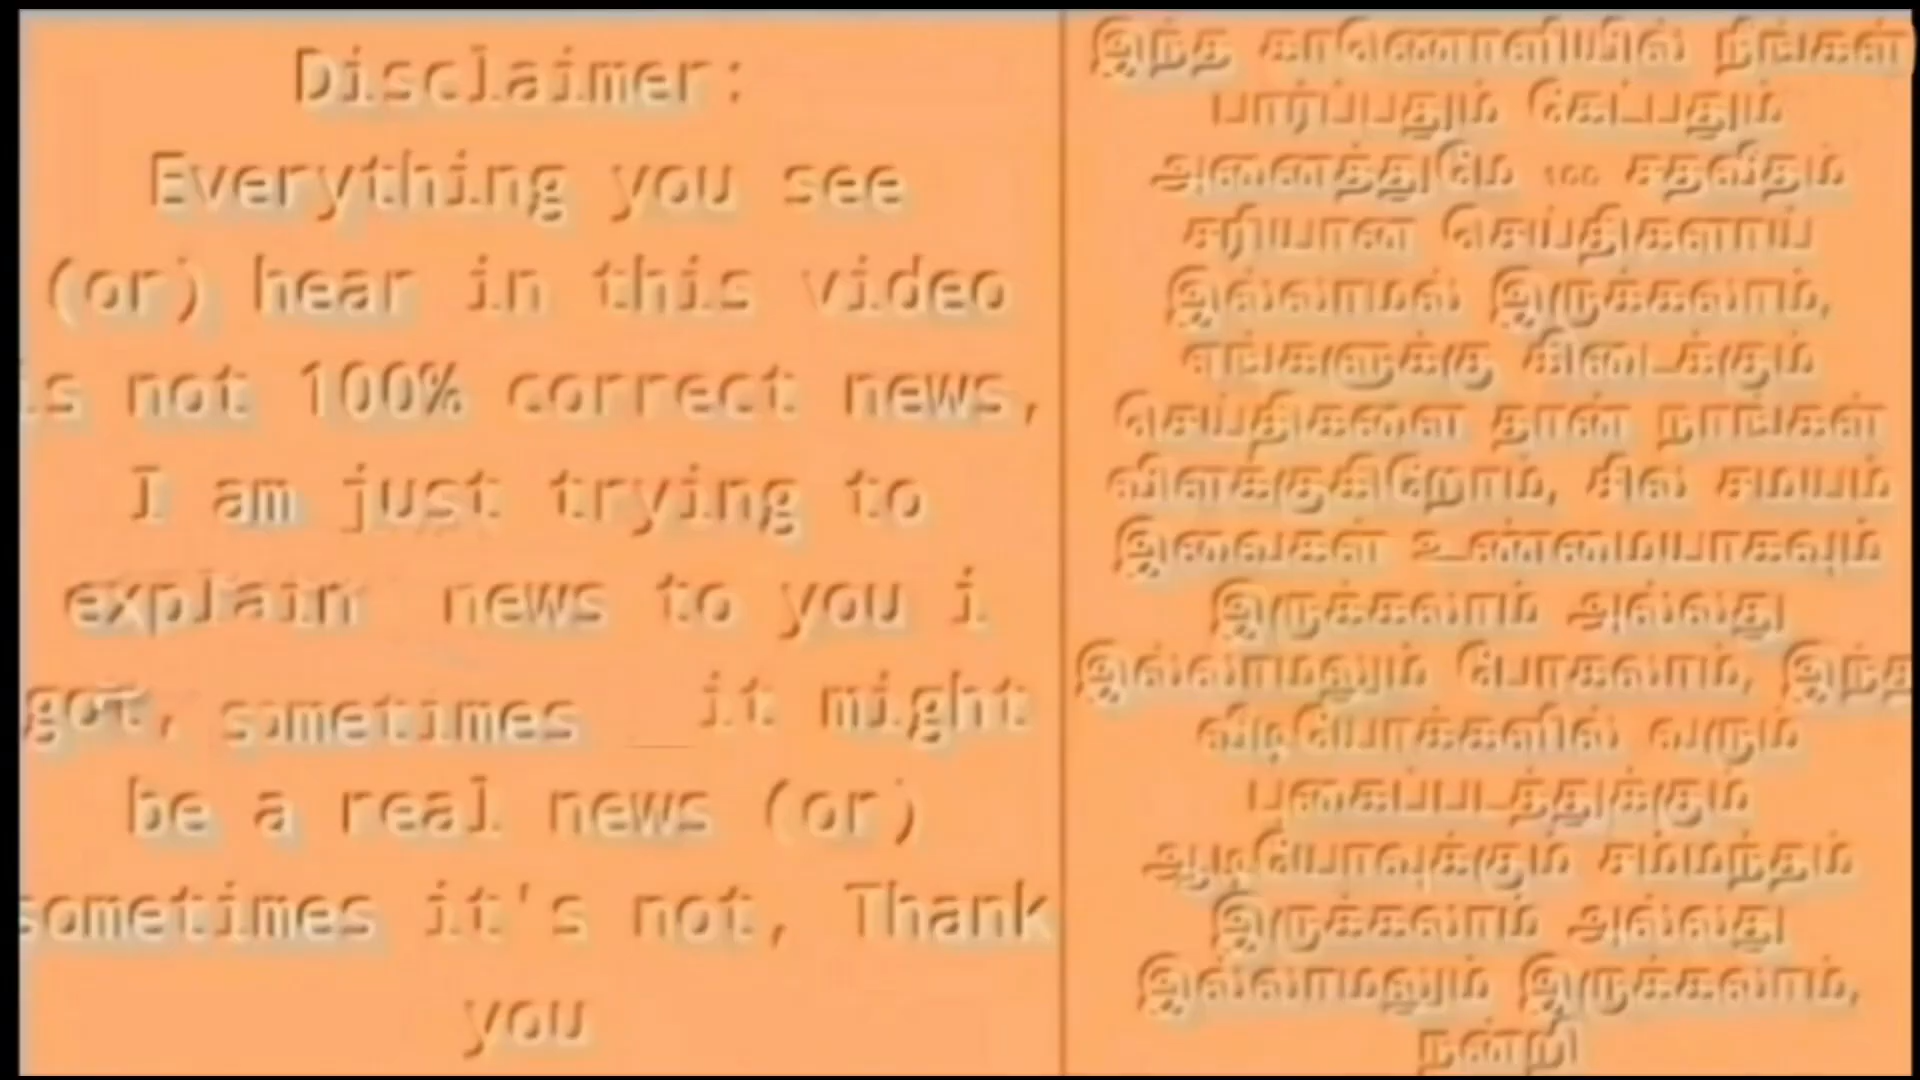 Disclaimer:
Everything you see
(or) hear in this video
is not 100% correct news,
I am just trying to
explain news to you i
got, sometimes _ it might
be a real news (or)
sometimes it's not, Thank
you
இந்த காணொளியில் நீங்கள்
பார்ப்பதும் கேட்பதும்
அனைத்துமே 100 சதவீதம்
சரியான செய்திகளாய்
இல்லாமல் இருக்கலாம்,
எங்களுக்கு கிடைக்கும்
செய்திகளை தான் நாங்கள்
விளக்குகிறோம், சில சமயம்
இவைகள் உண்மையாகவும்
இருக்கலாம் அல்லது
இல்லாமலும் போகலாம், இந்த
வீடியோக்களில் வரும்
புகைப்படத்துக்கும்
ஆடியோவுக்கும் சம்மந்தம்
இருக்கலாம் அல்லது
இல்லாமலும் இருக்கலாம்,
நன்றி